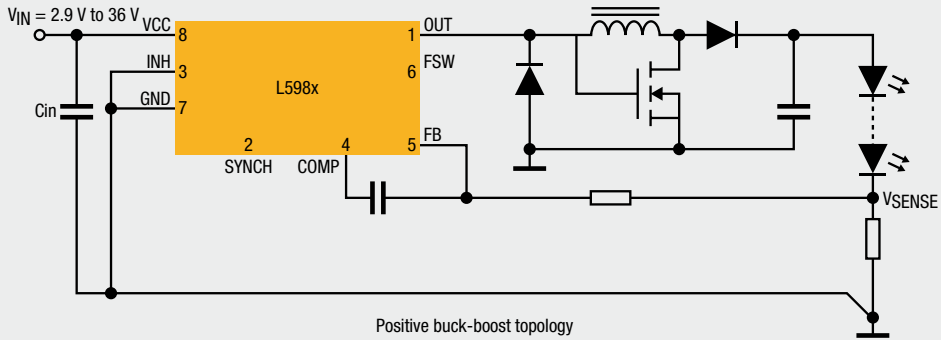 VIN = 2.9 V to 36 V
VCC
8
1
OUT
INH
3
6
FSW
L598x
GND
7
Cin
2
4
5
FB
SYNCH
COMP
VSENSE
Positive buck-boost topology